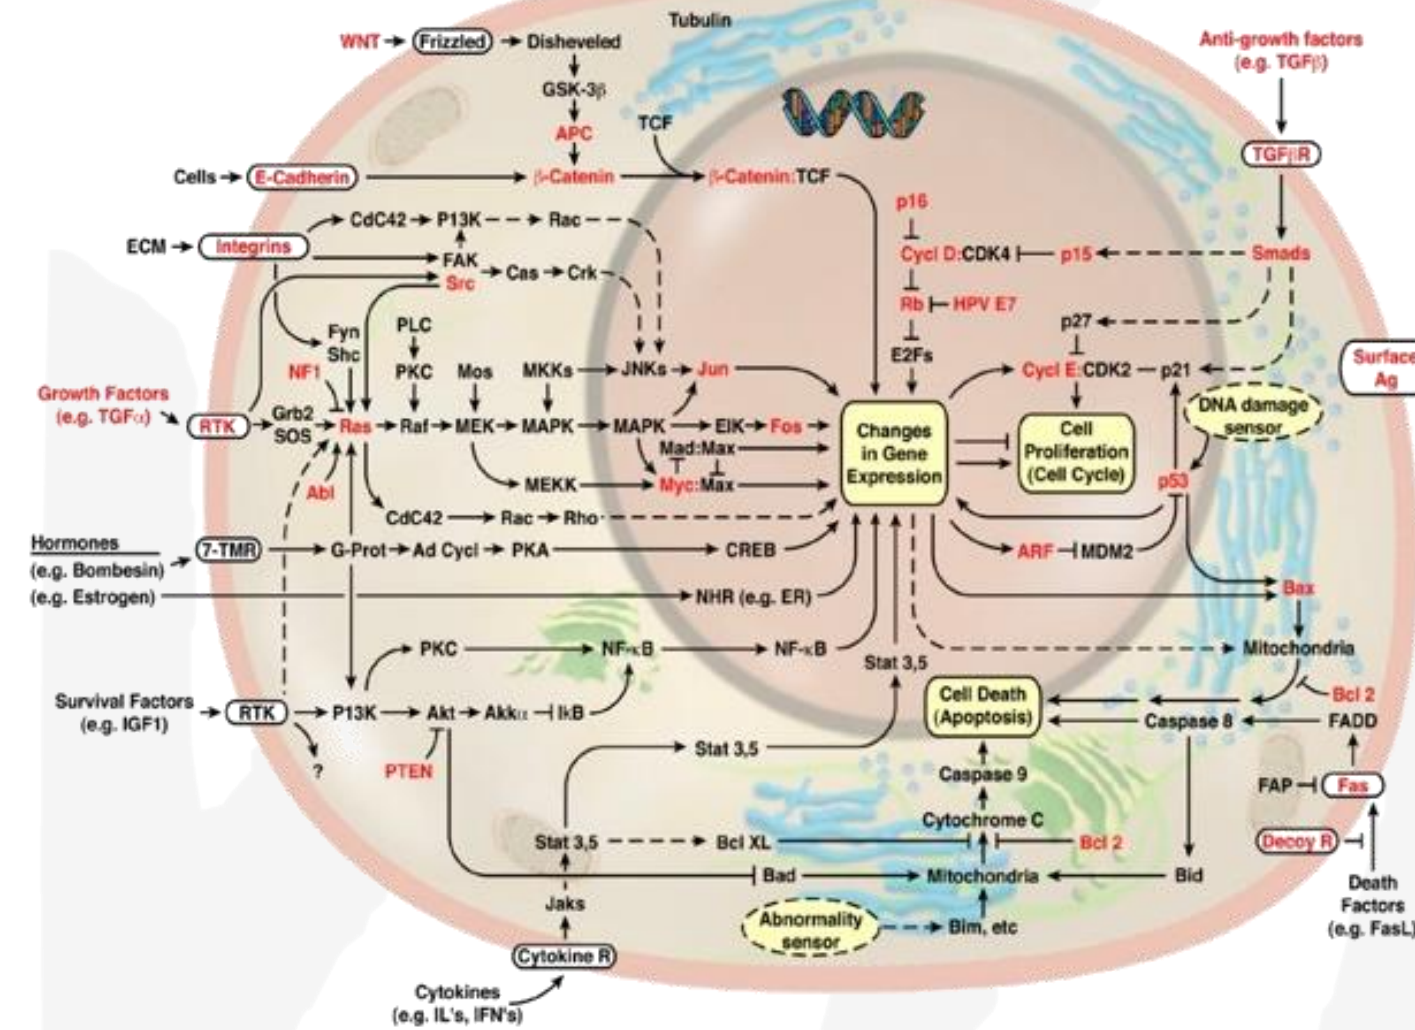 Tubulin
WNT Frizzled Disheveled
GSK-3β
APC
TCF
Cells E-Cadherin β-Catenin β-Catenin:TCF
Anti-growth factors
(e.g. TGFβ)
TGFβR
Smads
p16
Cycl D:CDK4 p15
Rb HPV E7
E2Fs
p27
Cycl E:CDK2 p21
DNA damage
sensor
Surface
Ag
CdC42 P13K Rac
ECM Integrins
FAK
Src Cas Crk
Fyn
Shc
PLC
NF1 PKC Mos MKKs JNKs Jun
Growth Factors
(e.g. TGFα)
RTK Grb2
SOS Ras Raf MEK MAPK MAPK ElK Fos
Mad:Max
Abl MEKK Myc:Max
CdC42 Rac Rho
Changes
in Gene
Expression
Cell
Proliferation
(Cell Cycle)
p53
ARF MDM2
Bax
Hormones
(e.g. Bombesin)
(e.g. Estrogen)
7-TMR G-Prot Ad Cycl PKA CREB
NHR (e.g. ER)
PKC NF-κB NF-κB
Stat 3,5
Mitochondria
Survival Factors
(e.g. IGF1)
RTK P13K Akt Akkα IkB
?
PTEN
Cell Death
(Apoptosis)
Bcl 2
Caspase 8 FADD
Stat 3,5
Caspase 9
FAP Fas
Cytochrome C
Stat 3,5 Bcl XL Bcl 2
Decoy R
Bad Mitochondria Bid
Death
Factors
(e.g. FasL)
Jaks
Abnormality
sensor
Bim, etc
Cytokine R
Cytokines
(e.g. IL's, IFN's)